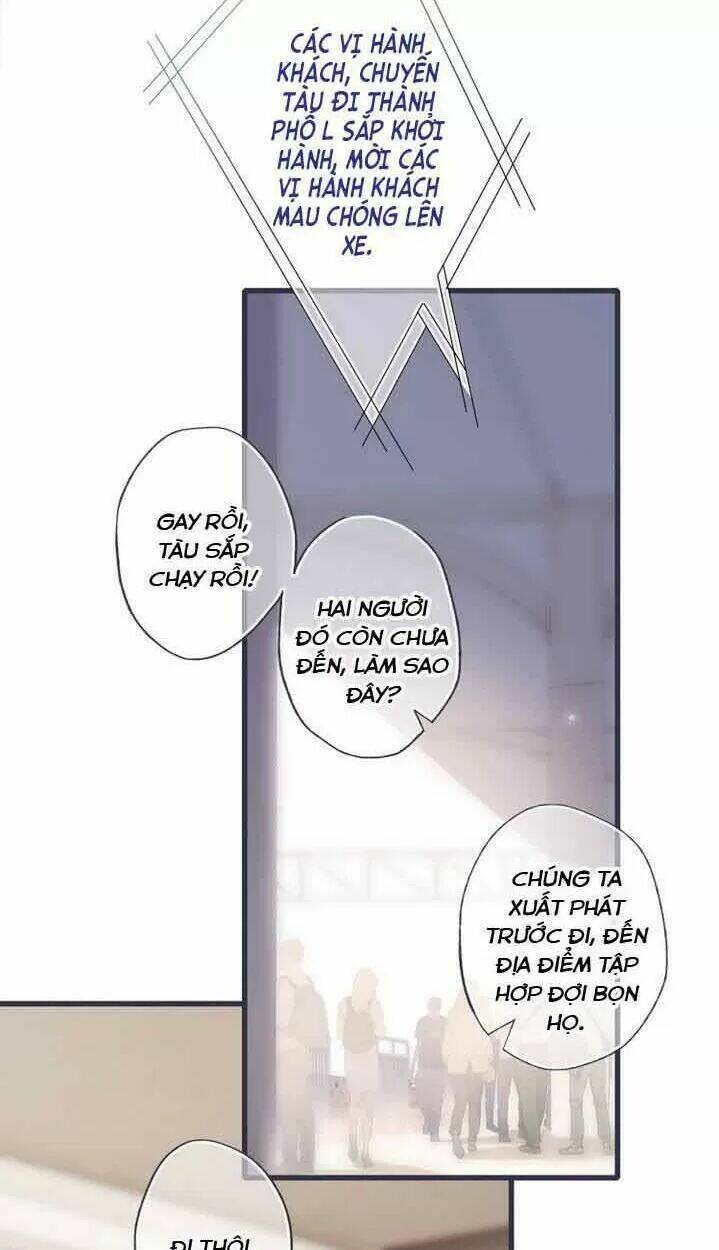 CÁC VỊ HÀNH
KHÁCH, CHUYẾN
TÀU ĐI THÀNH
PHỐ L SẮP KHỞI
HÀNH, MỜI CÁC
VỊ HÀNH KHÁCH
MAU CHÓNG LÊN
XE.
GAY RỒI,
TÀU SẮP
CHẠY RỒI!
HAI NGƯỜI
ĐÓ CÒN CHƯA
ĐẾN, LÀM SAO
ĐÂY?
CHÚNG TA
XUẤT PHÁT
TRƯỚC ĐI, ĐẾN
ĐỊA ĐIỂM TẬP
HỢP ĐỢI BỌN
HỌ.
ĐI THÔI